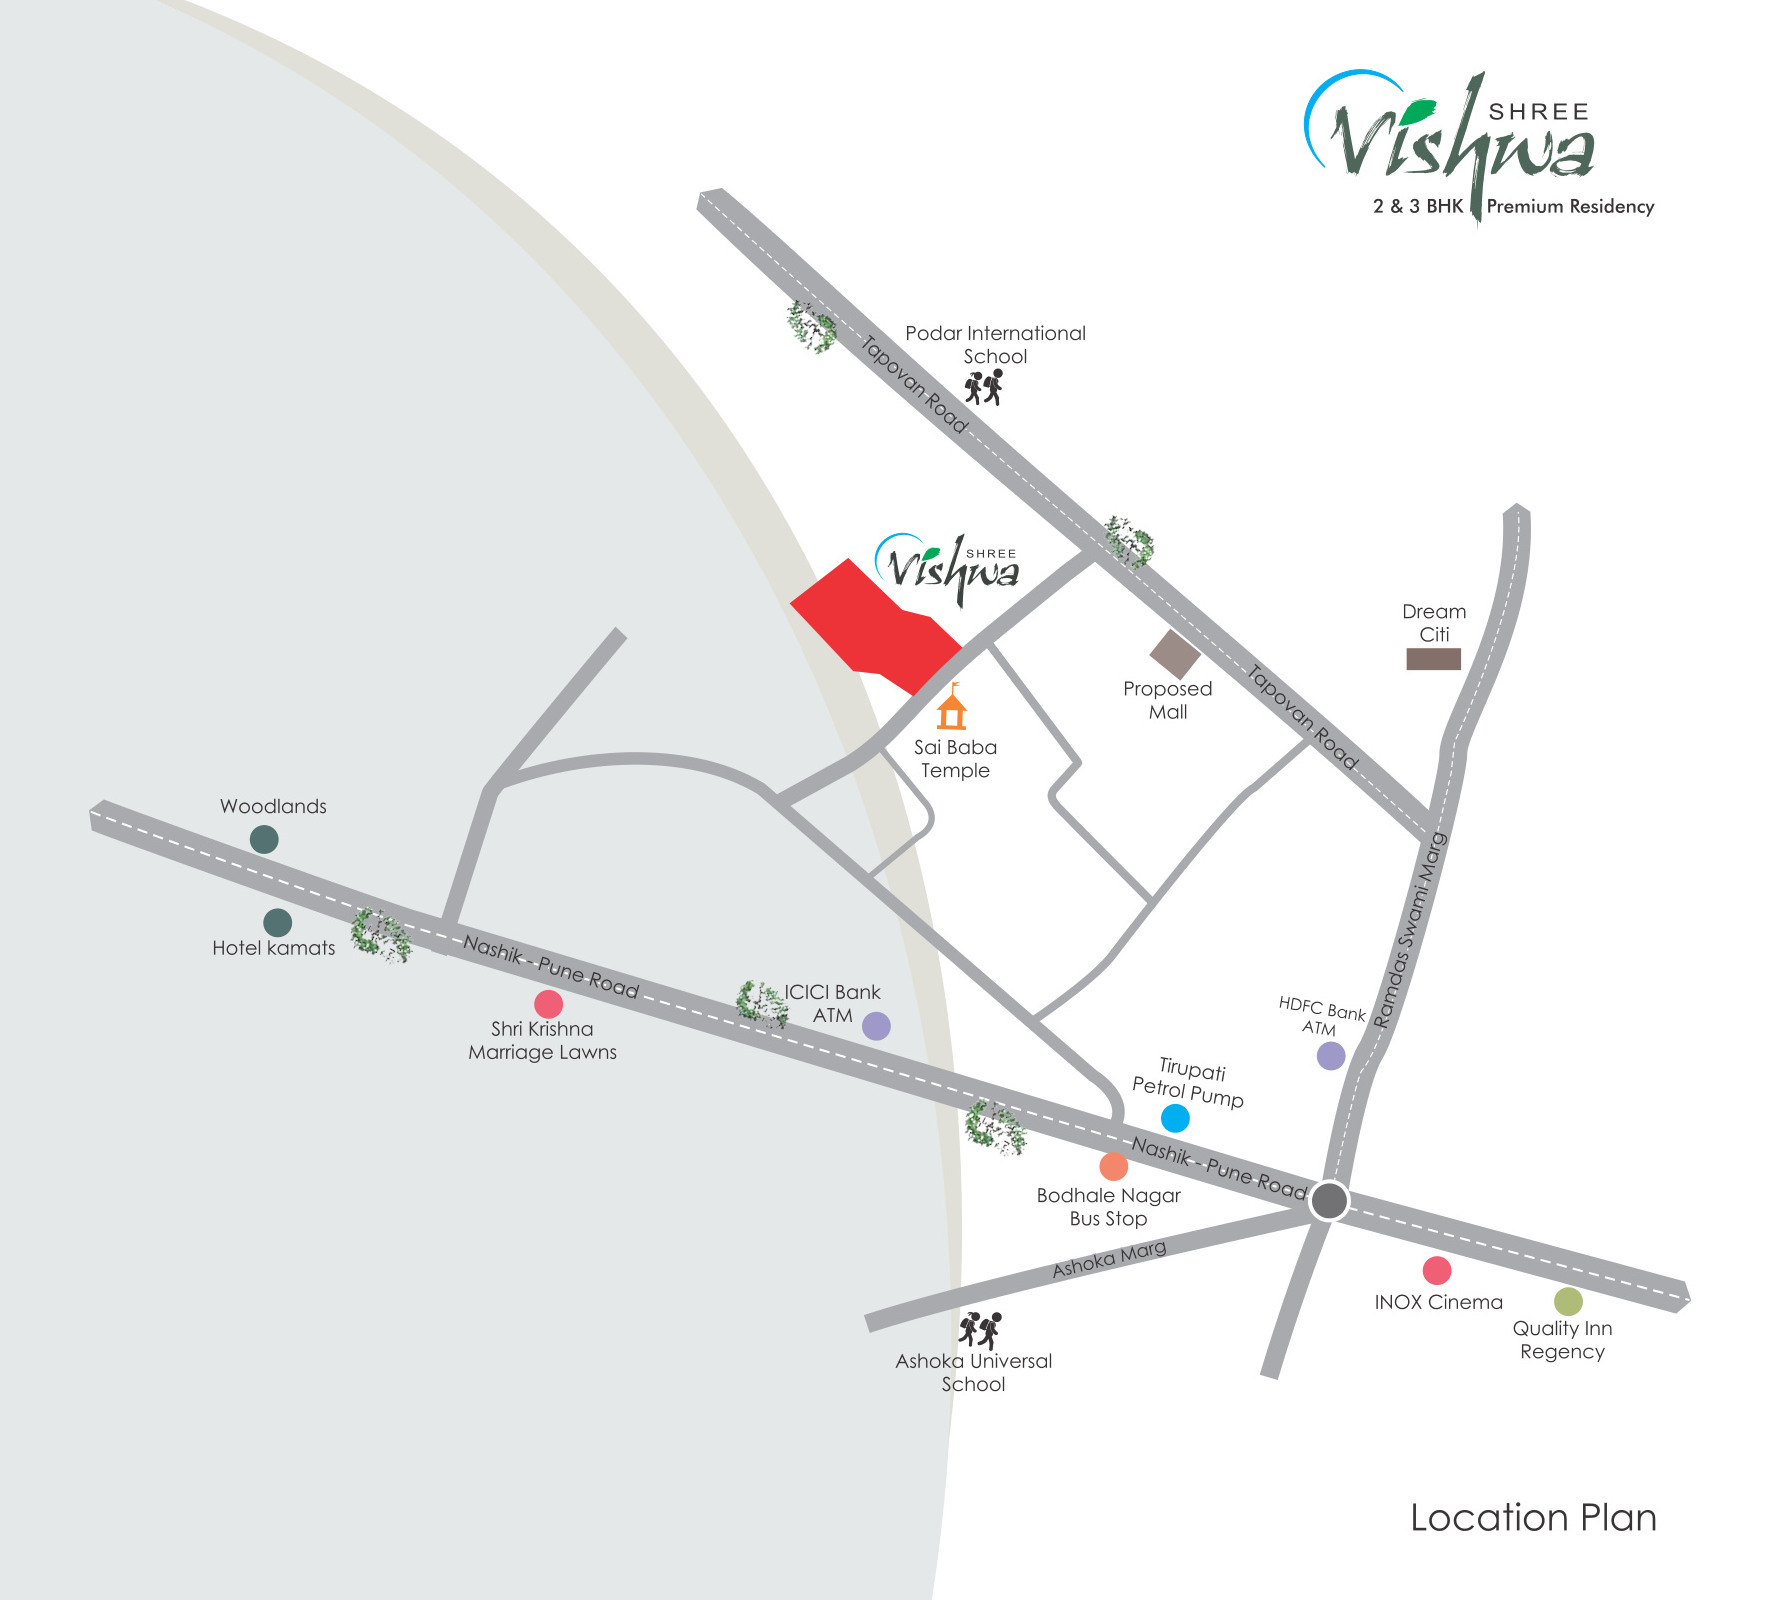 SHREE
Vishwa
2 & 3 BHK Premium Residency
Podar International
School
Tapovan Road
SHREE
Vishwa
Dream
Citi
Proposed
Mall
Tapovan Road
Sai Baba
Temple
Woodlands
Hotel kamats
Nashik - Pune Road
Shri Krishna
Marriage Lawns
ICICI Bank
ATM
Ramdas Swami Marg
HDFC Bank
ATM
Tirupati
Petrol Pump
Nashik - Pune Road
Bodhale Nagar
Bus Stop
Ashoka Marg
INOX Cinema
Quality Inn
Regency
Ashoka Universal
School
Location Plan